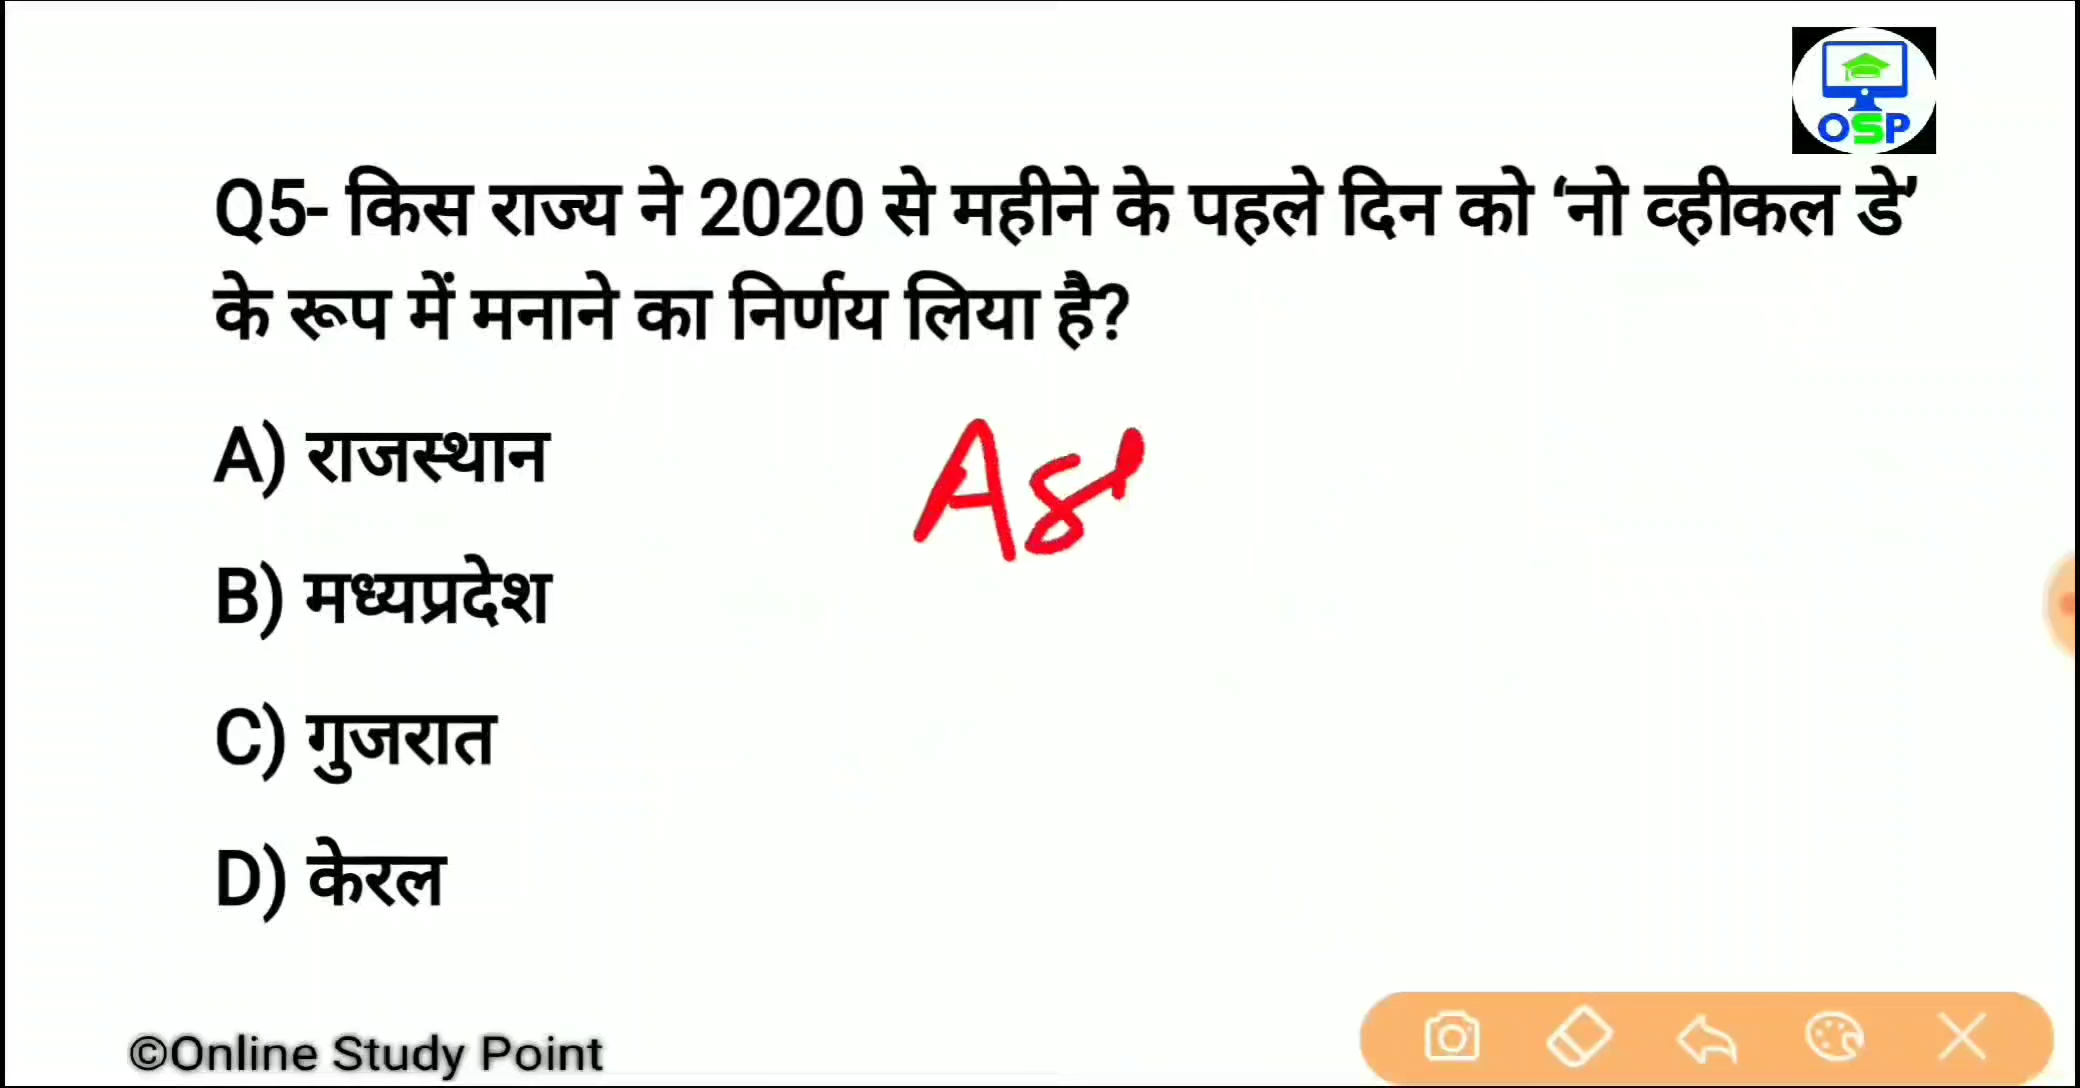 OSP
Q5- किस राज्य ने 2020 से महीने के पहले दिन को ‘नो व्हीकल डे’
के रूप में मनाने का निर्णय लिया है?
A) राजस्थान
B) मध्यप्रदेश
C) गुजरात
D) केरल
©Online Study Point